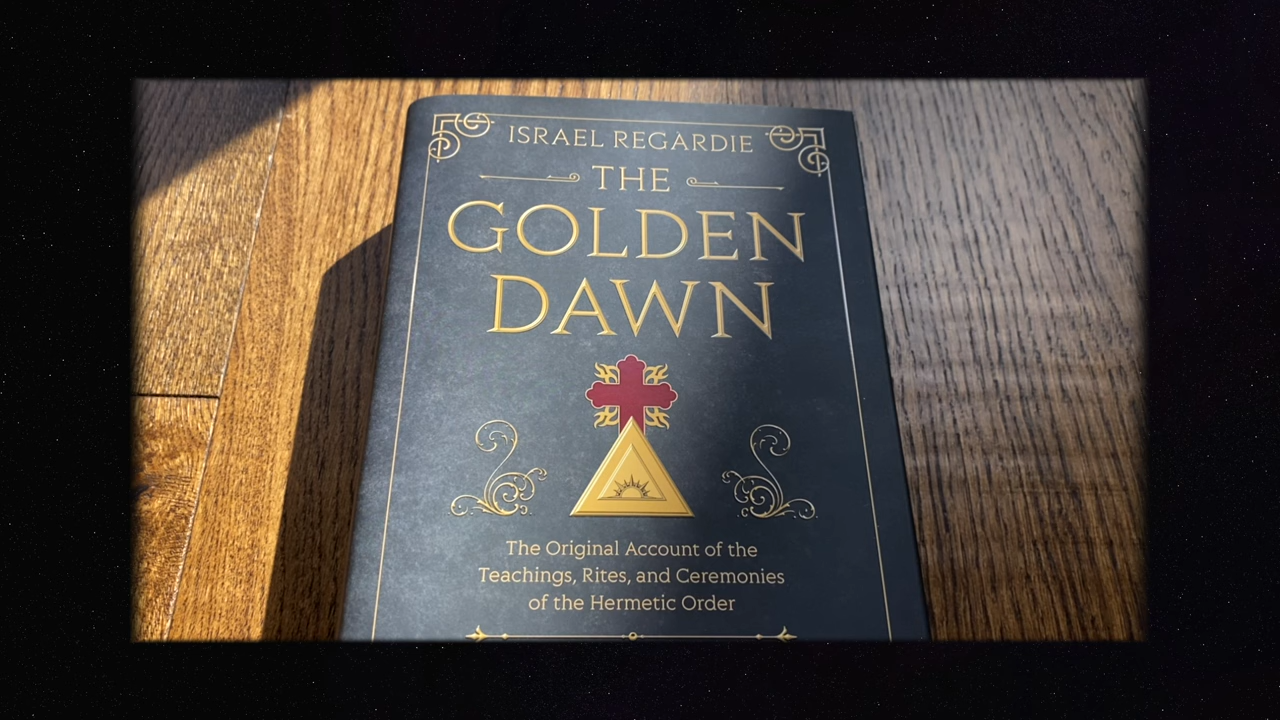 ISRAEL REGARDIE
THE
GOLDEN
DAWN
The Original Account of the
Teachings, Rites, and Ceremonies
of the Hermetic Order